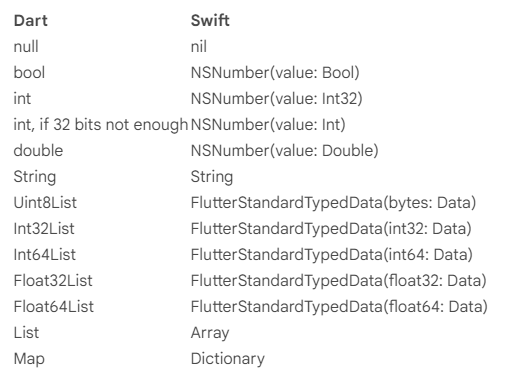 Dart Swift
null nil
bool NSNumber(value: Bool)
int NSNumber(value: Int32)
int, if 32 bits not enough NSNumber(value: Int)
double NSNumber(value: Double)
String String
Uint8List FlutterStandardTypedData(bytes: Data)
Int32List FlutterStandardTypedData(int32: Data)
Int64List FlutterStandardTypedData(int64: Data)
Float32List FlutterStandardTypedData(float32: Data)
Float64List FlutterStandardTypedData(float64: Data)
List Array
Map Dictionary